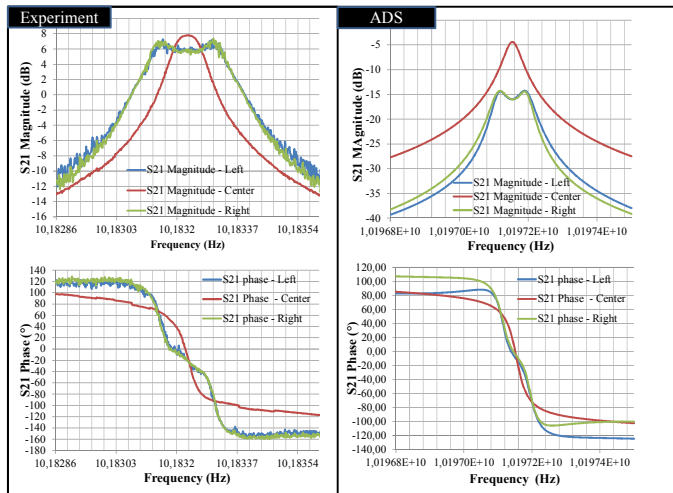 Experiment
S21 Magnitude (dB)
8
6
4
2
0
-2
-4
-6
-8
-10
-12
-14
-16
S21 Magnitude - Left
S21 Magnitude - Center
S21 Magnitude - Right
10,18286 10,18303 10,1832 10,18337 10,18354
Frequency (Hz)
ADS
S21 MAgnitude (dB)
-5
-10
-15
-20
-25
-30
-35
-40
S21 Magnitude - Left
S21 Magnitude - Center
S21 Magnitude - Right
1,01968E+10 1,01970E+10 1,01972E+10 1,01974E+10
Frequency (Hz)
S21 Phase (°)
140
120
100
80
60
40
20
0
-20
-40
-60
-80
-100
-120
-140
-160
-180
S21 phase - Left
S21 Phase - Center
S21 phase - Right
10,18286 10,18303 10,1832 10,18337 10,18354
Frequency (Hz)
S21 Phase (°)
120,00
100,00
80,00
60,00
40,00
20,00
0,00
-20,00
-40,00
-60,00
-80,00
-100,00
-120,00
-140,00
S21 phase - Left
S21 Phase - Center
S21 phase - Right
1,01968E+10 1,01970E+10 1,01972E+10 1,01974E+10
Frequency (Hz)